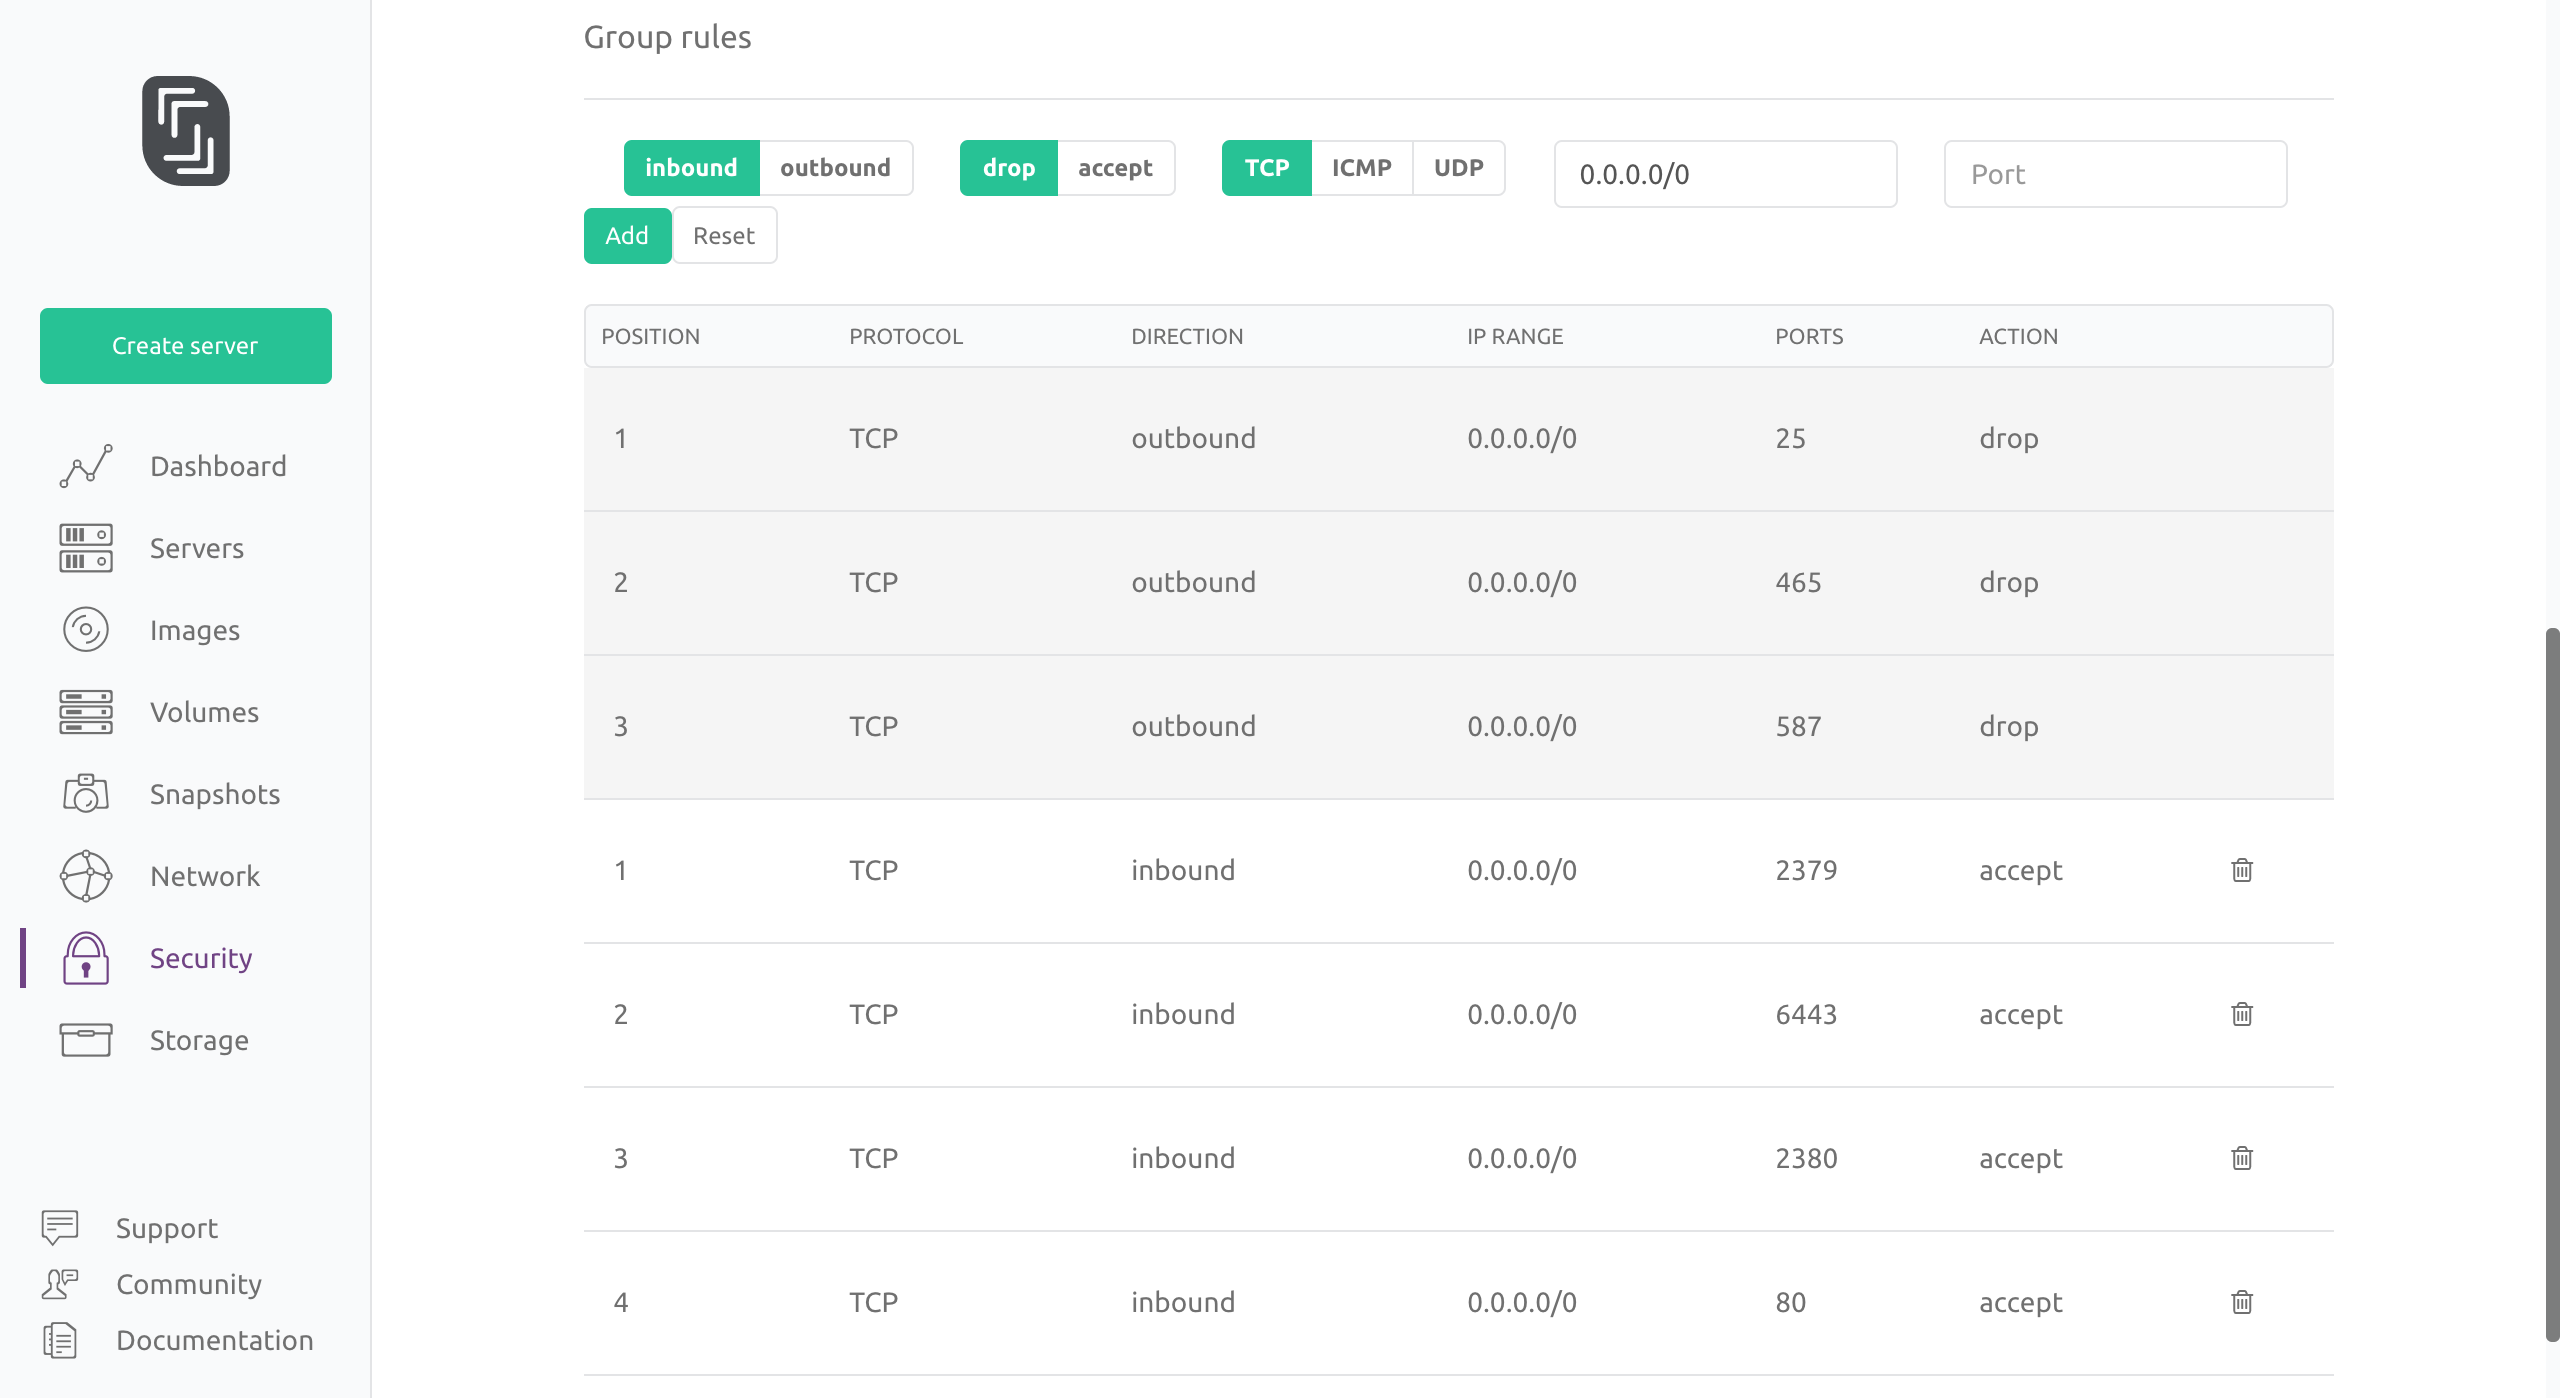 Group rules
inbound outbound drop accept TCP ICMP UDP 0.0.0.0/0 Port
Add Reset
Create server
Dashboard
Servers
Images
Volumes
Snapshots
Network
Security
Storage
Support
Community
Documentation
POSITION PROTOCOL DIRECTION IP RANGE PORTS ACTION
1 TCP outbound 0.0.0.0/0 25 drop
2 TCP outbound 0.0.0.0/0 465 drop
3 TCP outbound 0.0.0.0/0 587 drop
1 TCP inbound 0.0.0.0/0 2379 accept
2 TCP inbound 0.0.0.0/0 6443 accept
3 TCP inbound 0.0.0.0/0 2380 accept
4 TCP inbound 0.0.0.0/0 80 accept